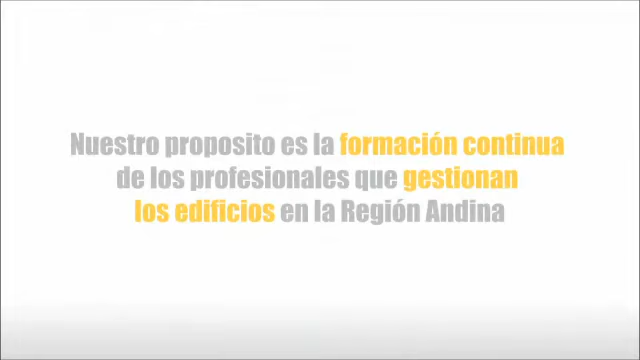 Nuestro proposito es la formación continua
de los profesionales que gestionan
los edificios en la Región Andina